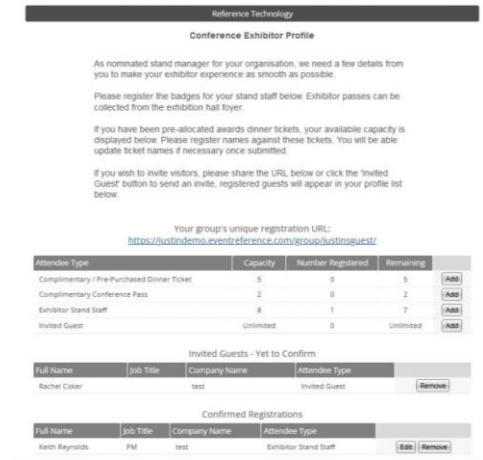 Reference Technology
Conference Exhibitor Profile
As nominated stand manager for your organisation, we need a few details from
you to make your exhibitor experience as smooth as possible.
Please register the badges for your stand staff below. Exhibitor passes can be
collected from the exhibition hall foyer.
If you have been pre-allocated awards dinner tickets, your available capacity is
displayed below. Please register names against these tickets. You will be able
update ticket names if necessary once submitted.
If you wish to invite visitors, please share the URL below or click the 'Invited
Guest' button to send an invite, registered guests will appear in your profile list
below:
Your group's unique registration URL:
https://justindemo.eventreference.com/group/justinsguest/
Attendee Type Capacity Number Registered Remaining
Complimentary / Pre-Purchased Dinner Ticket 5 0 5 Add
Complimentary Conference Pass 2 0 2 Add
Exhibitor Stand Staff 8 1 7 Add
Invited Guest Unlimited 0 Unlimited Add
Invited Guests - Yet to Confirm
Full Name Job Title Company Name Attendee Type
Rachel Coker test Invited Guest Remove
Confirmed Registrations
Full Name Job Title Company Name Attendee Type
Keith Reynolds PM test Exhibitor Stand Staff Edit Remove